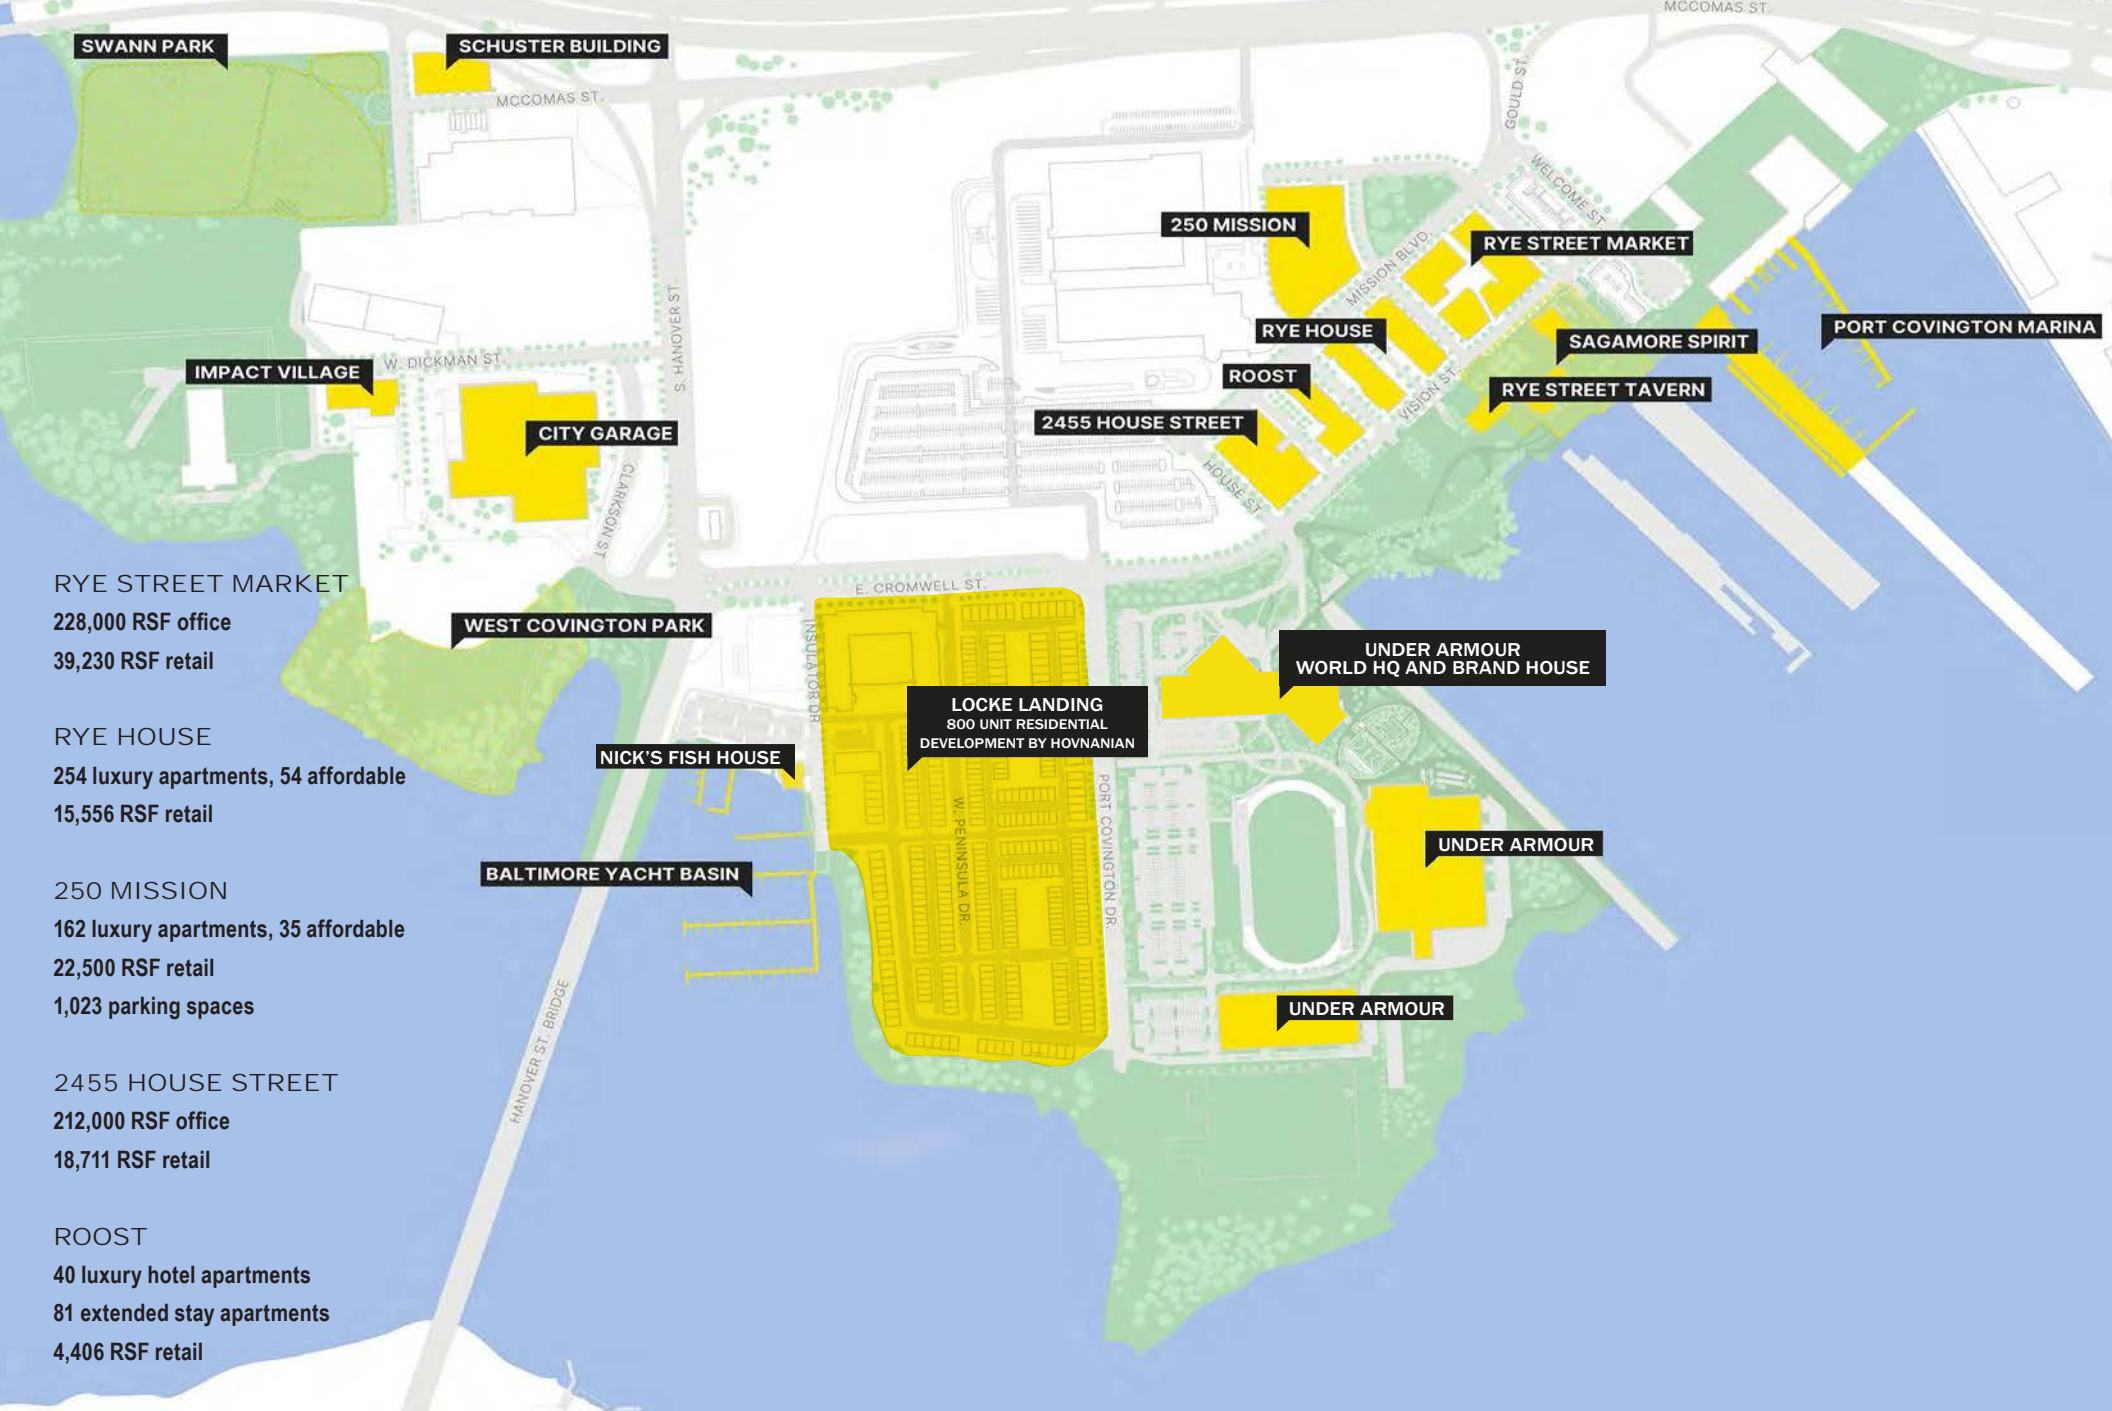 MCCOMAS ST.
SWANN PARK
SCHUSTER BUILDING
MCCOMAS ST.
GOULD ST.
WELCOME ST.
250 MISSION
MISSION BLVD.
RYE STREET MARKET
S. HANOVER ST.
RYE HOUSE
SAGAMORE SPIRIT
PORT COVINGTON MARINA
W. DICKMAN ST.
IMPACT VILLAGE
ROOST
VISION ST.
RYE STREET TAVERN
2455 HOUSE STREET
CITY GARAGE
HOUSE ST.
CLARKSON ST.
E. CROMWELL ST.
WEST COVINGTON PARK
INSULATOR DR.
UNDER ARMOUR
WORLD HQ AND BRAND HOUSE
LOCKE LANDING
800 UNIT RESIDENTIAL
DEVELOPMENT BY HOVNANIAN
NICK'S FISH HOUSE
W. PENINSULA DR.
PORT COVINGTON DR.
UNDER ARMOUR
BALTIMORE YACHT BASIN
UNDER ARMOUR
HANOVER ST. BRIDGE
RYE STREET MARKET
228,000 RSF office
39,230 RSF retail
RYE HOUSE
254 luxury apartments, 54 affordable
15,556 RSF retail
250 MISSION
162 luxury apartments, 35 affordable
22,500 RSF retail
1,023 parking spaces
2455 HOUSE STREET
212,000 RSF office
18,711 RSF retail
ROOST
40 luxury hotel apartments
81 extended stay apartments
4,406 RSF retail